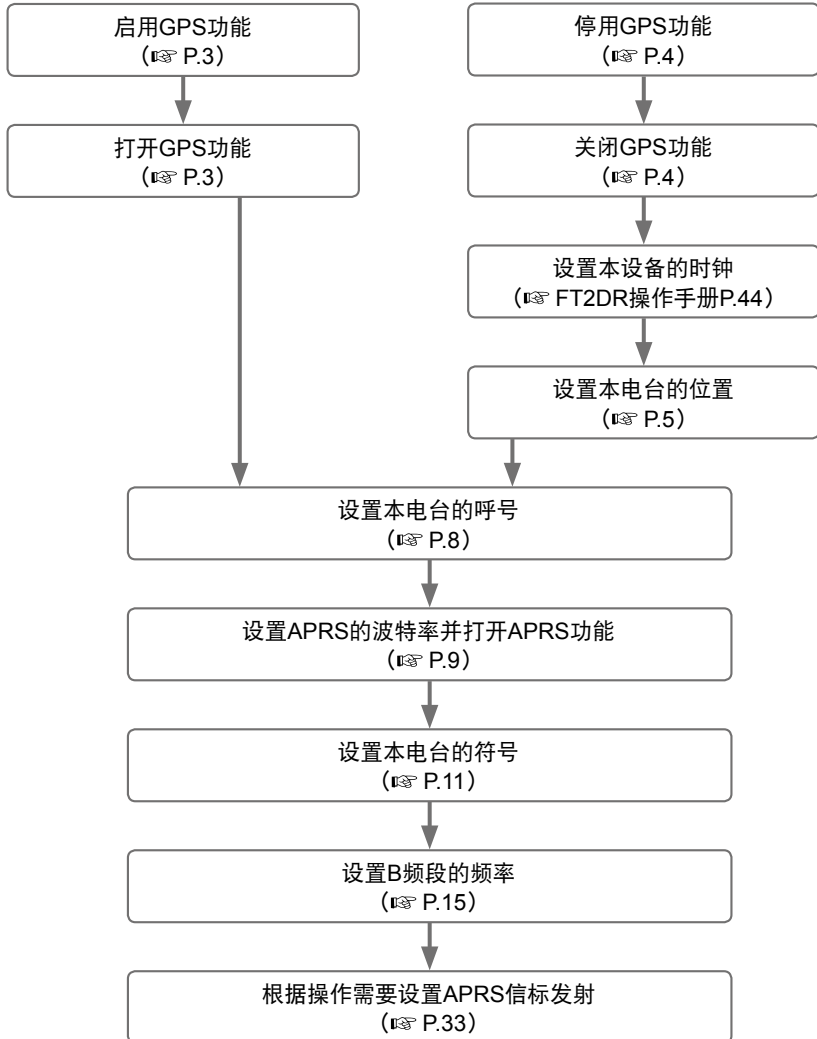 启用GPS功能
（☞ P.3）
打开GPS功能
（☞ P.3）
停用GPS功能
（☞ P.4）
关闭GPS功能
（☞ P.4）
设置本设备的时钟
（☞ FT2DR操作手册P.44）
设置本电台的位置
（☞ P.5）
设置本电台的呼号
（☞ P.8）
设置APRS的波特率并打开APRS功能
（☞ P.9）
设置本电台的符号
（☞ P.11）
设置B频段的频率
（☞ P.15）
根据操作需要设置APRS信标发射
（☞ P.33）